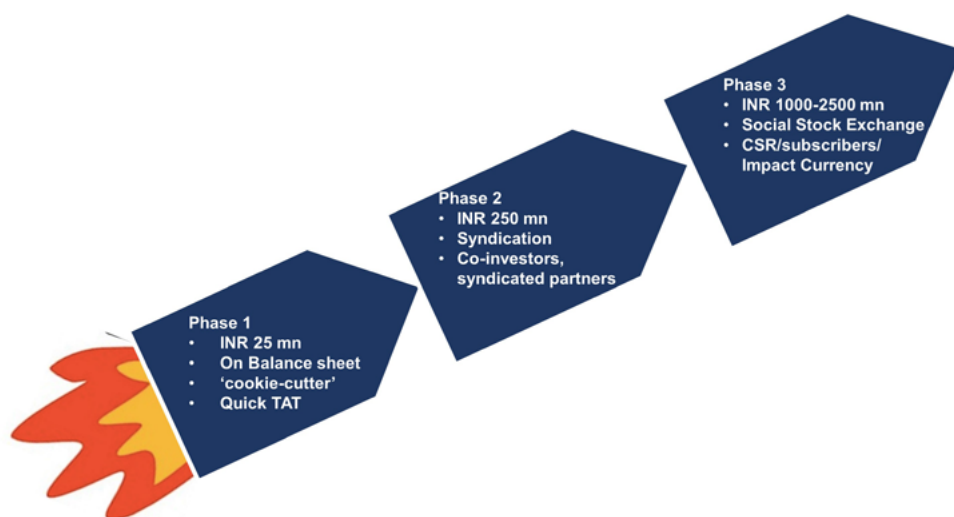 Phase 1
• INR 25 mn
• On Balance sheet
• ‘cookie-cutter’
• Quick TAT
Phase 2
• INR 250 mn
• Syndication
• Co-investors,
syndicated partners
Phase 3
• INR 1000-2500 mn
• Social Stock Exchange
• CSR/subscribers/
Impact Currency